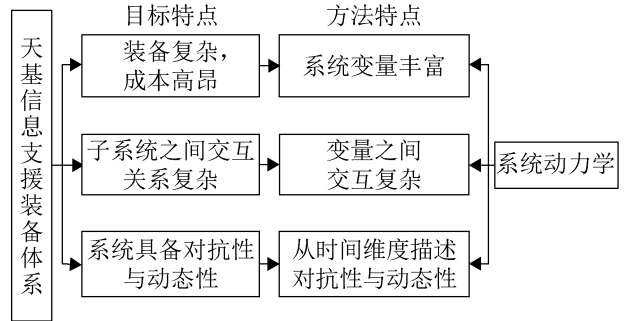 目标特点
方法特点
天基信息支援装备体系
装备复杂，
成本高昂
系统变量丰富
子系统之间交互
关系复杂
变量之间
交互复杂
系统动力学
系统具备对抗性
与动态性
从时间维度描述
对抗性与动态性